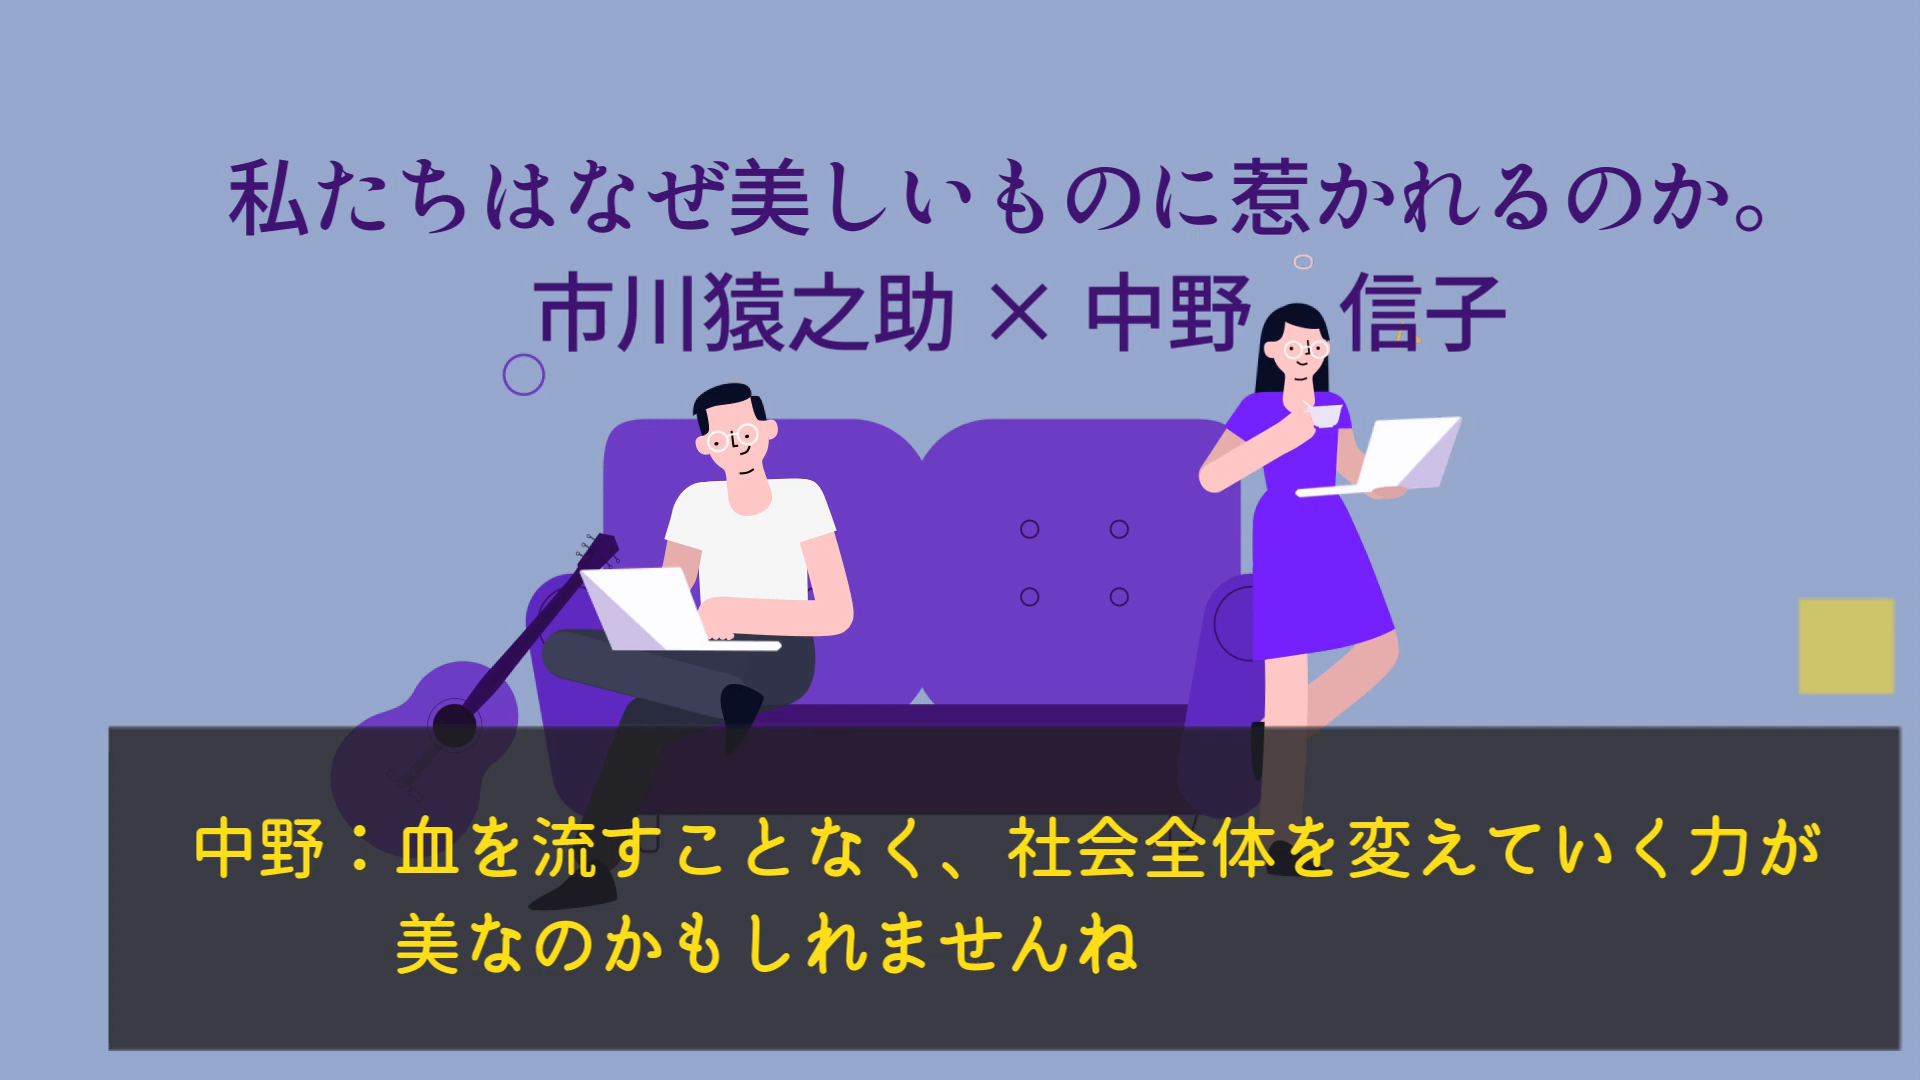 私たちはなぜ美しいものに惹かれるのか。
市川猿之助 × 中野 信子
中野：血を流すことなく、社会全体を変えていく力が
美なのかもしれませんね